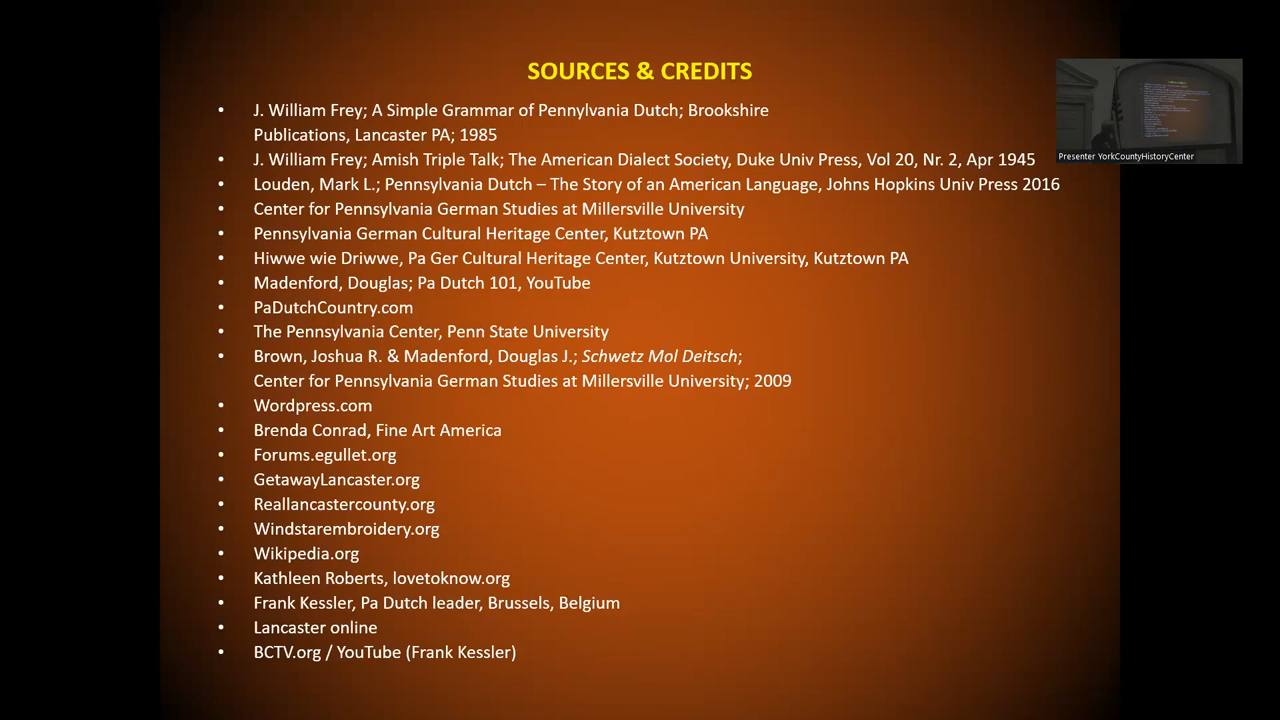 SOURCES & CREDITS
• J. William Frey; A Simple Grammar of Pennylvania Dutch; Brookshire
Publications, Lancaster PA; 1985
• J. William Frey; Amish Triple Talk; The American Dialect Society, Duke Univ Press, Vol 20, Nr. 2, Apr 1945
• Louden, Mark L.; Pennsylvania Dutch – The Story of an American Language, Johns Hopkins Univ Press 2016
• Center for Pennsylvania German Studies at Millersville University
• Pennsylvania German Cultural Heritage Center, Kutztown PA
• Hiwwe wie Driwwe, Pa Ger Cultural Heritage Center, Kutztown University, Kutztown PA
• Madenford, Douglas; Pa Dutch 101, YouTube
• PaDutchCountry.com
• The Pennsylvania Center, Penn State University
• Brown, Joshua R. & Madenford, Douglas J.; Schwetz Mol Deitsch;
Center for Pennsylvania German Studies at Millersville University; 2009
• Wordpress.com
• Brenda Conrad, Fine Art America
• Forums.egullet.org
• GetawayLancaster.org
• Reallancastercounty.org
• Windstarembroidery.org
• Wikipedia.org
• Kathleen Roberts, lovetoknow.org
• Frank Kessler, Pa Dutch leader, Brussels, Belgium
• Lancaster online
• BCTV.org / YouTube (Frank Kessler)
Presenter YorkCountyHistoryCenter